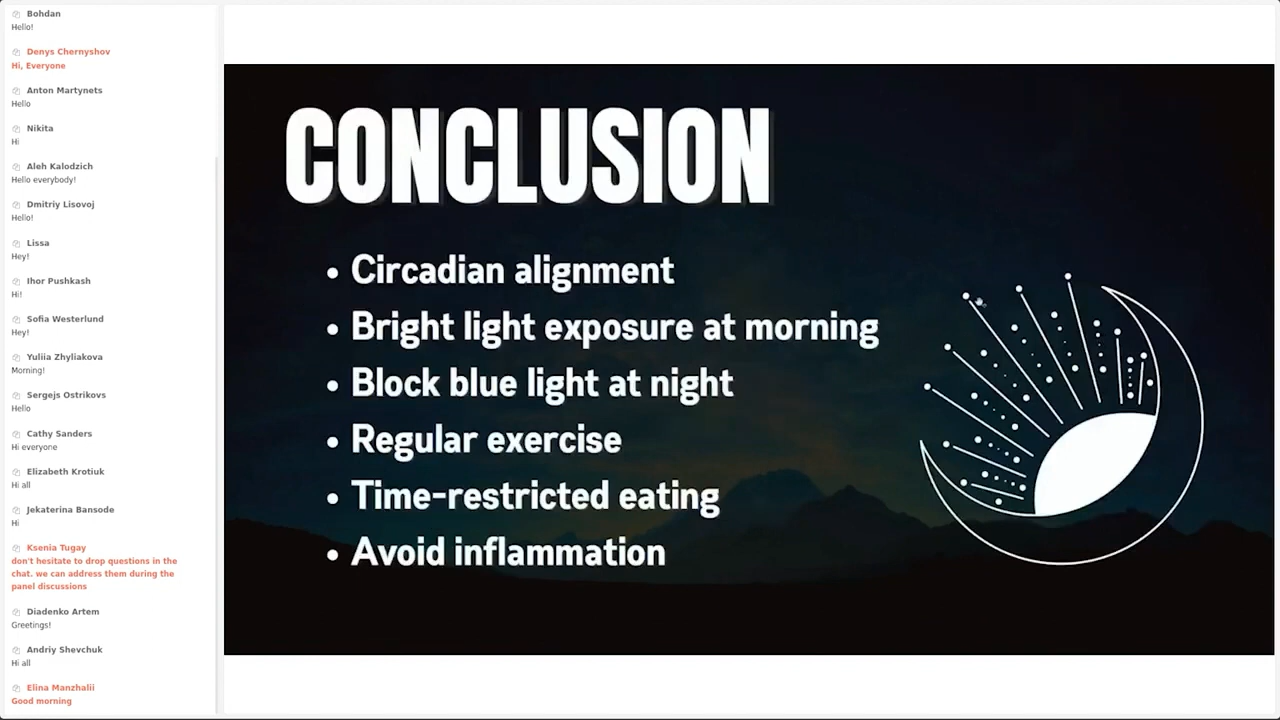 Bohdan
Hello!
Denys Chernyshov
Hi, Everyone
Anton Martynets
Hello
Nikita
Hi
Aleh Kalodzich
Hello everybody!
Dmitriy Lisovoj
Hello!
Lissa
Hey!
Ihor Pushkash
Hi!
Sofia Westerlund
Hey!
Yuliia Zhyliakova
Morning!
Sergejs Ostrikovs
Hello
Cathy Sanders
Hi everyone
Elizabeth Krotiuk
Hi all
Jekaterina Bansode
Hi
Ksenia Tugay
don't hesitate to drop questions in the
chat. we can address them during the
panel discussions
Diadenko Artem
Greetings!
Andriy Shevchuk
Hi all
Elina Manzhalii
Good morning
CONCLUSION
• Circadian alignment
• Bright light exposure at morning
• Block blue light at night
• Regular exercise
• Time-restricted eating
• Avoid inflammation